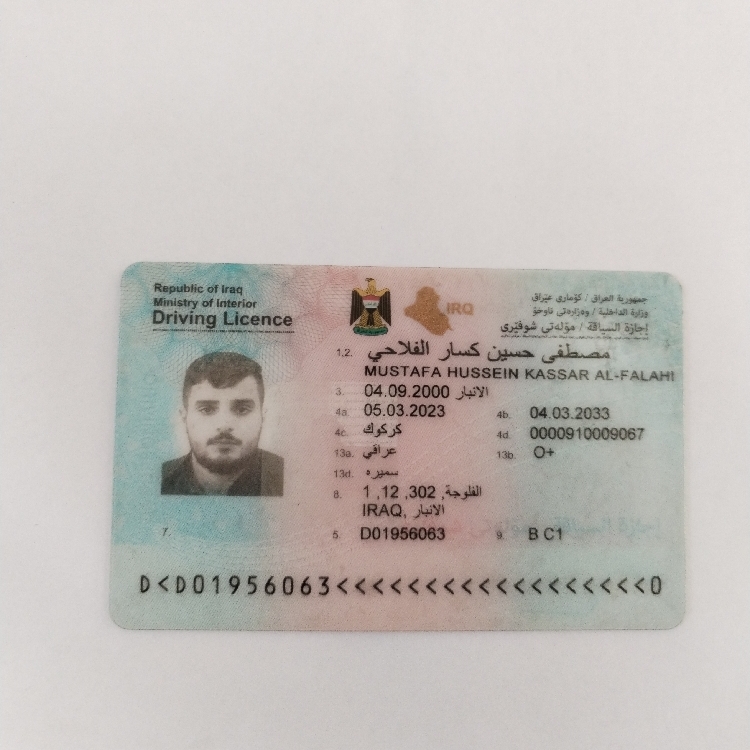 Republic of Iraq
Ministry of Interior
Driving Licence
IRQ
جمهورية العراق / كۆماری عێراق
وزارة الداخلية / وەزارەتی ناوخۆ
إجازة السياقة / مۆڵەتی شوفێری
1,2. مصطفى حسين كسار الفلاحي
MUSTAFA HUSSEIN KASSAR AL-FALAHI
3. 04.09.2000 الانبار
4a. 05.03.2023 4b. 04.03.2033
4c. كركوك 4d. 0000910009067
13a. عراقي 13b. O+
13d. سميره
8. الفلوجة, 302, 12, 1
IRAQ, الانبار
7. 5. D01956063 9. B C1
D<D01956063<<<<<<<<<<<<<<<<<<<0